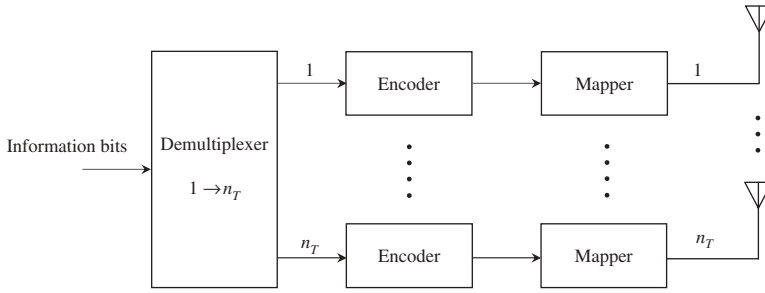 1
Encoder
Mapper
1
Information bits
Demultiplexer
1 → n_T
n_T
Encoder
Mapper
n_T